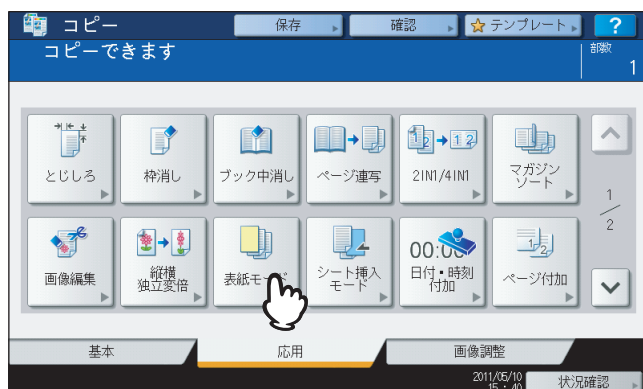 コピー
保存
確認
テンプレート
?
コピーできます
部数
1
とじしろ
枠消し
ブック中消し
ページ連写
2IN1/4IN1
マガジン
ソート
1
2
画像編集
縦横
独立変倍
表紙モード
シート挿入
モード
00:00
日付・時刻
付加
ページ付加
基本
応用
画像調整
2011/05/10
15 : 40
状況確認